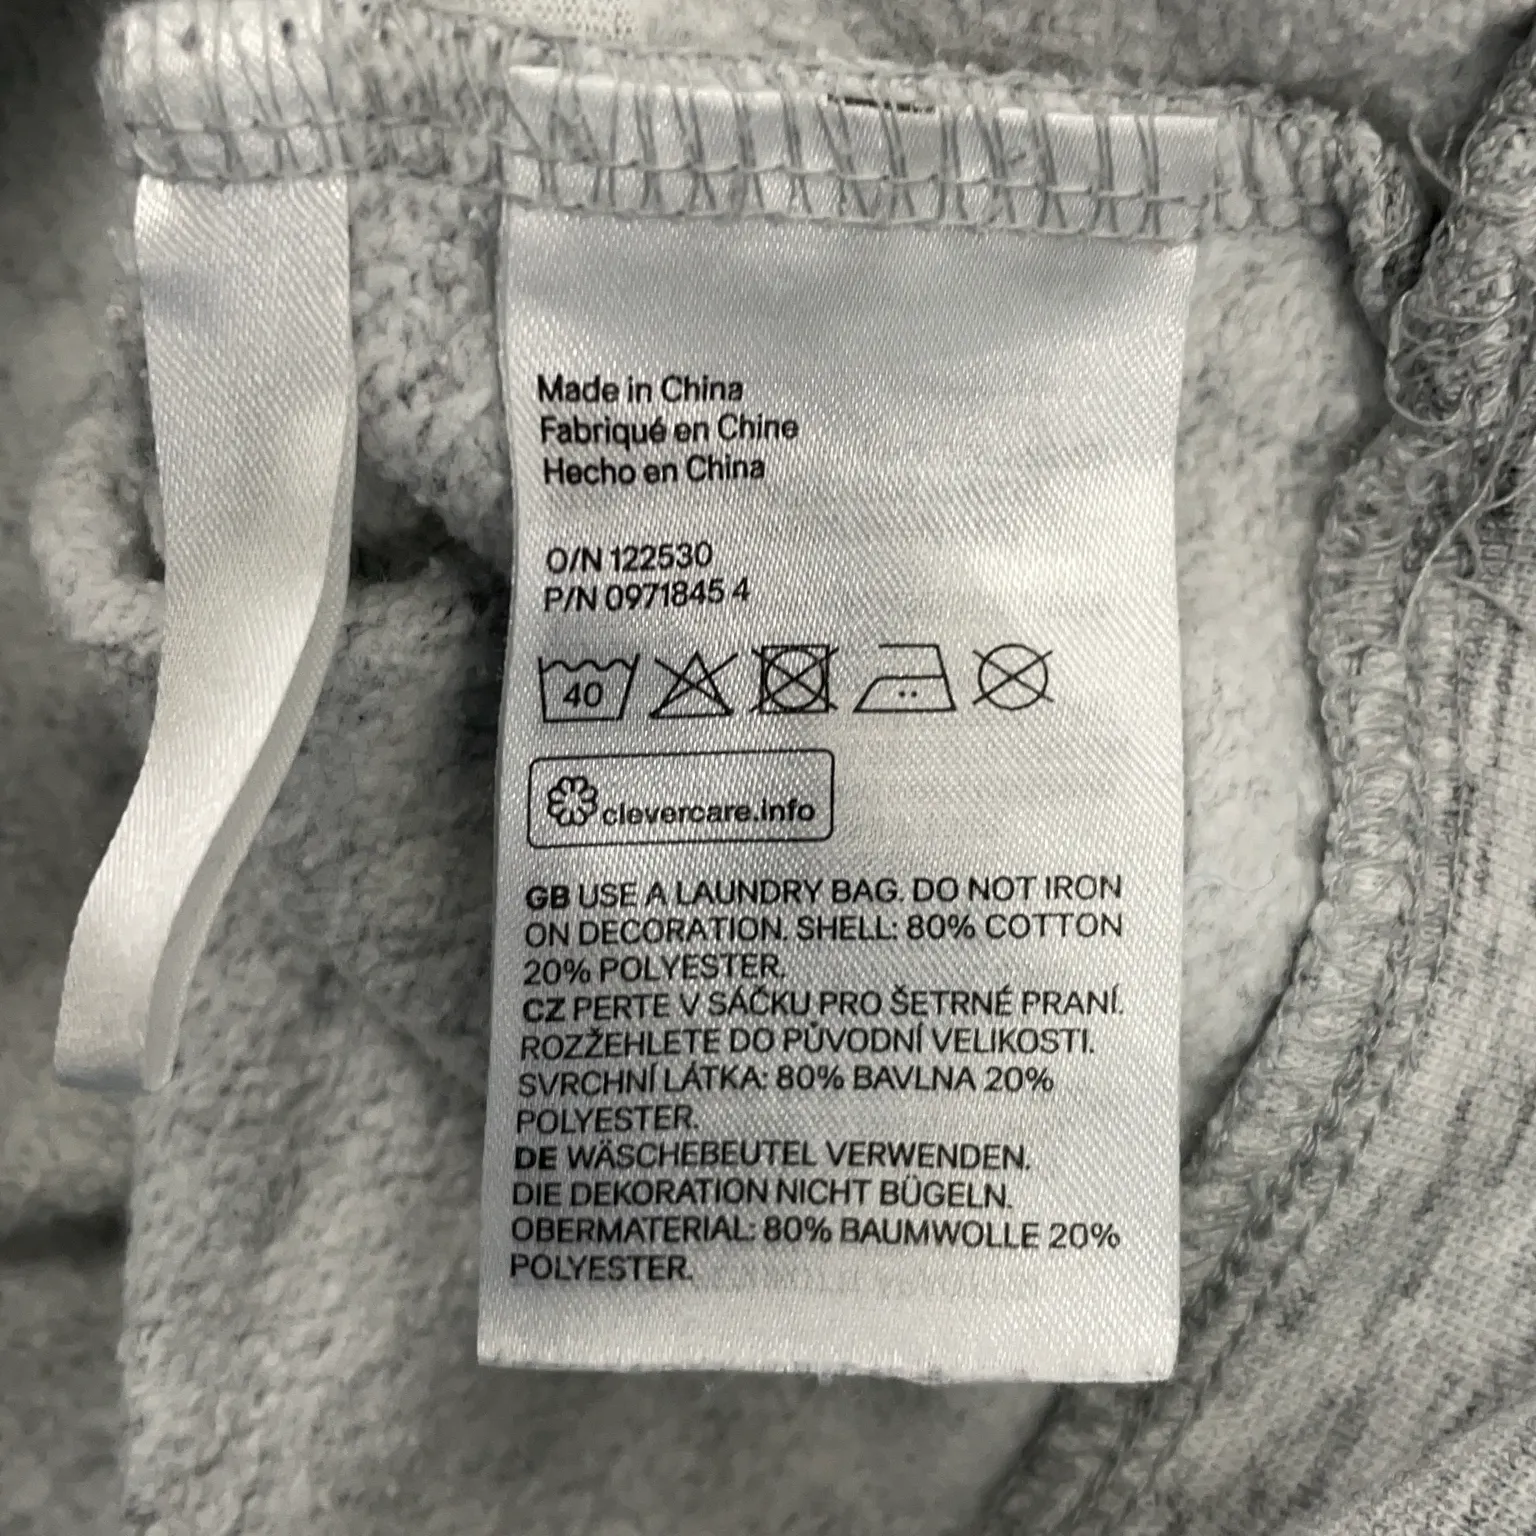 Made in China
Fabriqué en Chine
Hecho en China
O/N 122530
P/N 0971845 4
40
clevercare.info
GB USE A LAUNDRY BAG. DO NOT IRON
ON DECORATION. SHELL: 80% COTTON
20% POLYESTER.
CZ PERTE V SÁČKU PRO ŠETRNÉ PRANÍ.
ROZŽEHLETE DO PŮVODNÍ VELIKOSTI.
SVRCHNÍ LÁTKA: 80% BAVLNA 20%
POLYESTER.
DE WÄSCHEBEUTEL VERWENDEN.
DIE DEKORATION NICHT BÜGELN.
OBERMATERIAL: 80% BAUMWOLLE 20%
POLYESTER.